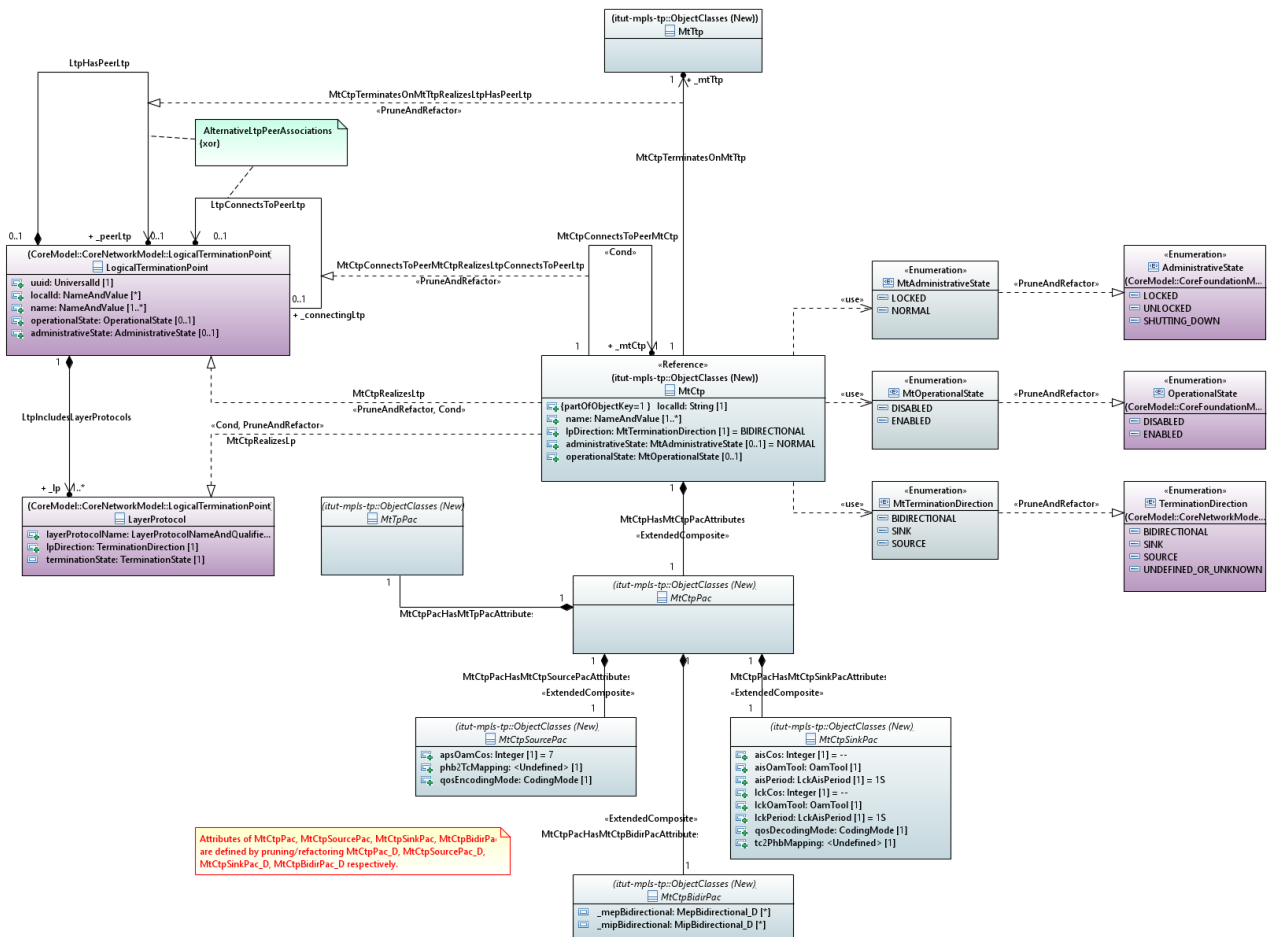 (itut-mpls-tp::ObjectClasses (New))
MtTtp
1
+ _mtTtp
LtpHasPeerLtp
MtCtpTerminatesOnMtTtpRealizesLtpHasPeerLtp
«PruneAndRefactor»
AlternativeLtpPeerAssociations
{xor}
MtCtpTerminatesOnMtTtp
LtpConnectsToPeerLtp
0..1
+ _peerLtp
0..1
0..1
MtCtpConnectsToPeerMtCtp
«Cond»
(CoreModel::CoreNetworkModel::LogicalTerminationPoint)
LogicalTerminationPoint
uuid: UniversalId [1]
localId: NameAndValue [*]
name: NameAndValue [1..*]
operationalState: OperationalState [0..1]
administrativeState: AdministrativeState [0..1]
MtCtpConnectsToPeerMtCtpRealizesLtpConnectsToPeerLtp
«PruneAndRefactor»
0..1
+ _connectingLtp
«Enumeration»
MtAdministrativeState
LOCKED
NORMAL
«use»
«PruneAndRefactor»
«Enumeration»
AdministrativeState
(CoreModel::CoreFoundationM...
LOCKED
UNLOCKED
SHUTTING_DOWN
1
+ _mtCtp
1
1
1
LtpIncludesLayerProtocols
MtCtpRealizesLtp
«PruneAndRefactor, Cond»
«Cond, PruneAndRefactor»
MtCtpRealizesLp
«Reference»
(itut-mpls-tp::ObjectClasses (New))
MtCtp
{partOfObjectKey=1 } localId: String [1]
name: NameAndValue [1..*]
lpDirection: MtTerminationDirection [1] = BIDIRECTIONAL
administrativeState: MtAdministrativeState [0..1] = NORMAL
operationalState: MtOperationalState [0..1]
«use»
«Enumeration»
MtOperationalState
DISABLED
ENABLED
«PruneAndRefactor»
«Enumeration»
OperationalState
(CoreModel::CoreFoundationM...
DISABLED
ENABLED
+ _lp
1..*
(CoreModel::CoreNetworkModel::LogicalTerminationPoint)
LayerProtocol
layerProtocolName: LayerProtocolNameAndQualifie...
lpDirection: TerminationDirection [1]
terminationState: TerminationState [1]
(itut-mpls-tp::ObjectClasses (New)
MtTpPac
1
MtCtpHasMtCtpPacAttributes
«ExtendedComposite»
1
«use»
«Enumeration»
MtTerminationDirection
BIDIRECTIONAL
SINK
SOURCE
«PruneAndRefactor»
«Enumeration»
TerminationDirection
(CoreModel::CoreNetworkMode...
BIDIRECTIONAL
SINK
SOURCE
UNDEFINED_OR_UNKNOWN
1
1
MtCtpPacHasMtTpPacAttributes
(itut-mpls-tp::ObjectClasses (New)
MtCtpPac
1
1
1
MtCtpPacHasMtCtpSourcePacAttributes
«ExtendedComposite»
1
MtCtpPacHasMtCtpSinkPacAttributes
«ExtendedComposite»
1
(itut-mpls-tp::ObjectClasses (New)
MtCtpSourcePac
apsOamCos: Integer [1] = 7
phb2TcMapping: <Undefined> [1]
qosEncodingMode: CodingMode [1]
(itut-mpls-tp::ObjectClasses (New)
MtCtpSinkPac
aisCos: Integer [1] = --
aisOamTool: OamTool [1]
aisPeriod: LckAisPeriod [1] = 1S
lckCos: Integer [1] = --
lckOamTool: OamTool [1]
lckPeriod: LckAisPeriod [1] = 1S
qosDecodingMode: CodingMode [1]
tc2PhbMapping: <Undefined> [1]
«ExtendedComposite»
MtCtpPacHasMtCtpBidirPacAttributes
1
Attributes of MtCtpPac, MtCtpSourcePac, MtCtpSinkPac, MtCtpBidirPa
are defined by pruning/refactoring MtCtpPac_D, MtCtpSourcePac_D,
MtCtpSinkPac_D, MtCtpBidirPac_D respectively.
(itut-mpls-tp::ObjectClasses (New)
MtCtpBidirPac
_mepBidirectional: MepBidirectional_D [*]
_mipBidirectional: MipBidirectional_D [*]